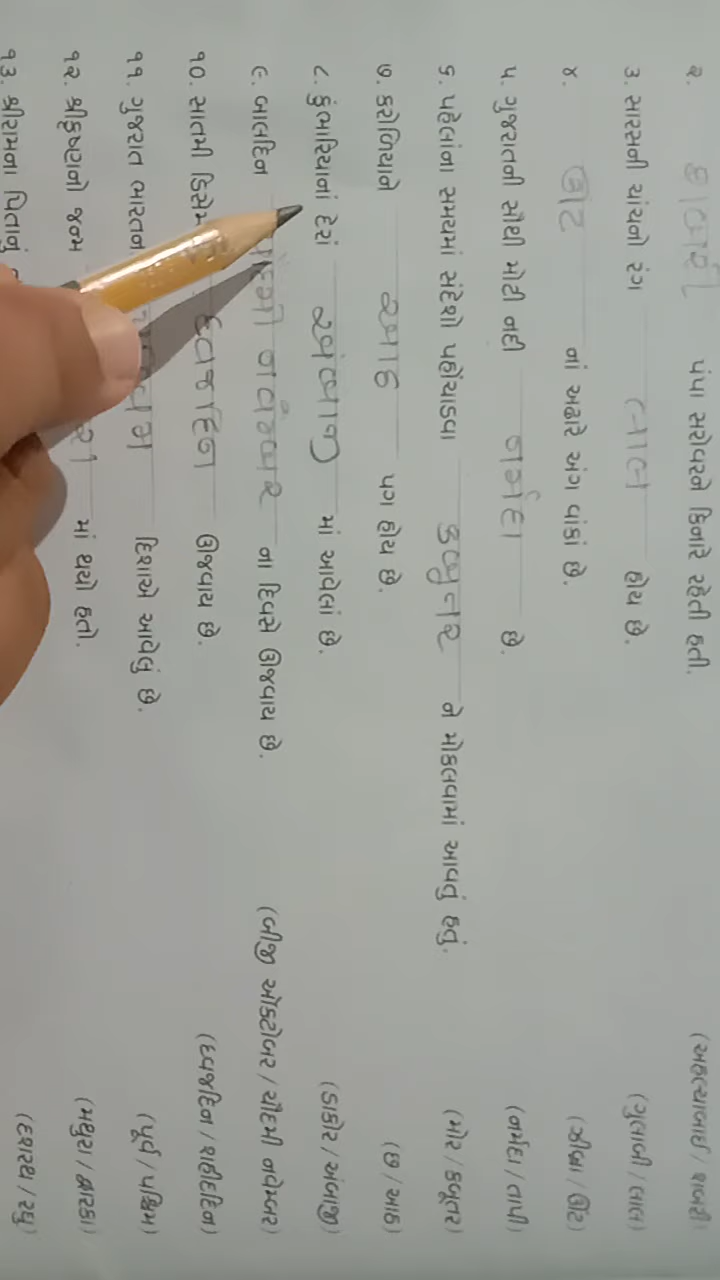 ૨. શબરી પંપા સરોવરને કિનારે રહેતી હતી. (અહલ્યાબાઈ / શબરી)
૩. સારસની ચાંચનો રંગ લાલ હોય છે. (ગુલાબી / લાલ)
૪. ઊંટ નાં અઢારે અંગ વાંકાં છે. (જીબ્રા / ઊંટ)
૫. ગુજરાતની સૌથી મોટી નદી નર્મદા છે. (નર્મદા / તાપી)
૬. પહેલાંના સમયમાં સંદેશો પહોંચાડવા કબુતર ને મોકલવામાં આવતું હતું. (મોર / કબૂતર)
૭. કરોળિયાને આઠ પગ હોય છે. (છ / આઠ)
૮. કુંભારિયાનાં દેરાં અંબાજી માં આવેલાં છે. (ડાકોર / અંબાજી)
૯. બાલદિન નવેમ્બર ના દિવસે ઊજવાય છે. (બીજી ઑક્ટોબર / ચૌદમી નવેમ્બર)
૧૦. સાતમી ડિસેમ ધ્વજદિન ઊજવાય છે. (ધ્વજદિન / શહીદદિન)
૧૧. ગુજરાત ભારતન દિશાએ આવેલું છે. (પૂર્વ / પશ્ચિમ)
૧૨. શ્રીકૃષ્ણનો જન્મ માં થયો હતો. (મથુરા / દ્વારકા)
૧૩. શ્રીરામના પિતાનું (દશરથ / રઘુ)